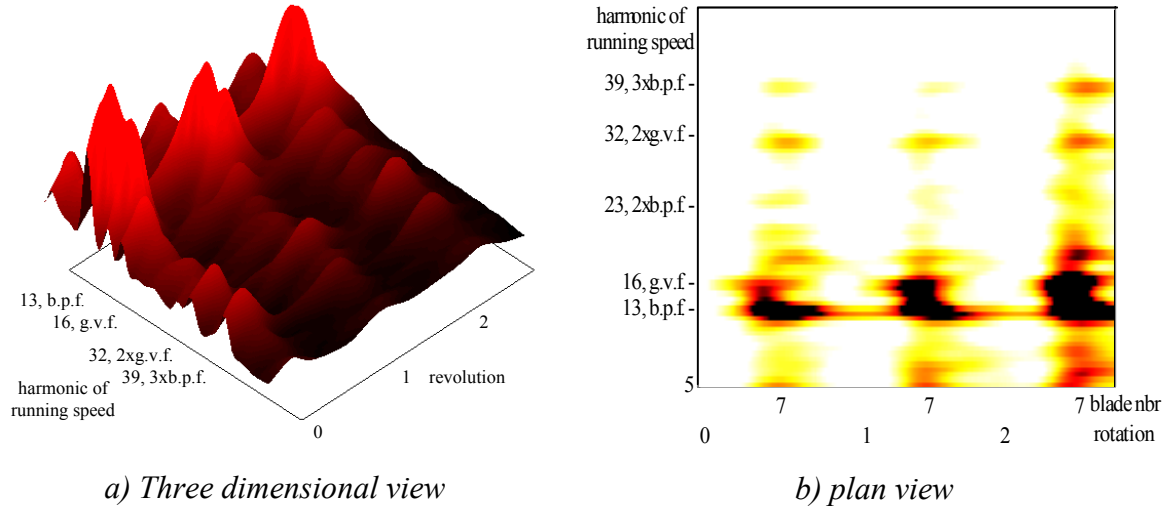 13, b.p.f.
16, g.v.f.
32, 2xg.v.f.
39, 3xb.p.f.
harmonic of
running speed
0
1 revolution
2
a) Three dimensional view
harmonic of
running speed
39, 3xb.p.f. -
32, 2xg.v.f. -
23, 2xb.p.f. -
16, g.v.f. -
13, b.p.f. -
5
7 7 7 blade nbr
0 1 2 rotation
b) plan view